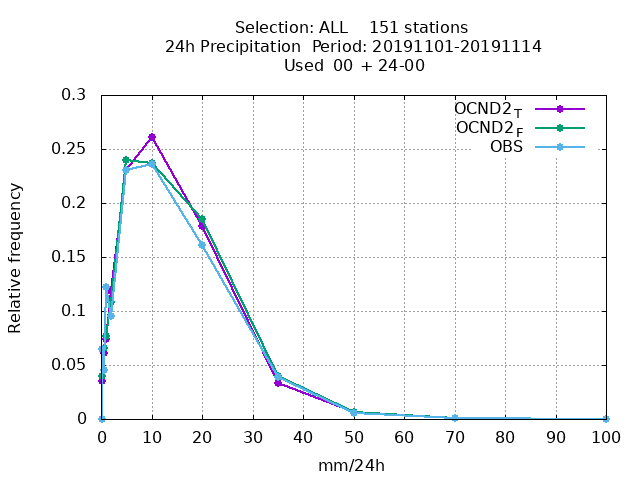 Selection: ALL    151 stations
24h Precipitation  Period: 20191101-20191114
Used  00 + 24-00
0.3
0.25
0.2
0.15
0.1
0.05
0
0 10 20 30 40 50 60 70 80 90 100
Relative frequency
mm/24h
OCND2T
OCND2F
OBS